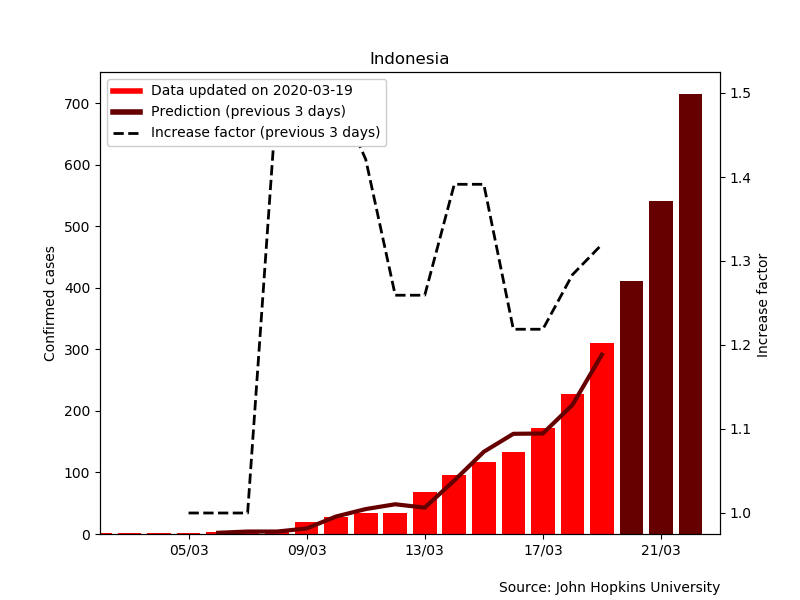 Indonesia
Data updated on 2020-03-19
Prediction (previous 3 days)
Increase factor (previous 3 days)
Confirmed cases
700
600
500
400
300
200
100
0
1.5
1.4
1.3
1.2
1.1
1.0
Increase factor
05/03
09/03
13/03
17/03
21/03
Source: John Hopkins University